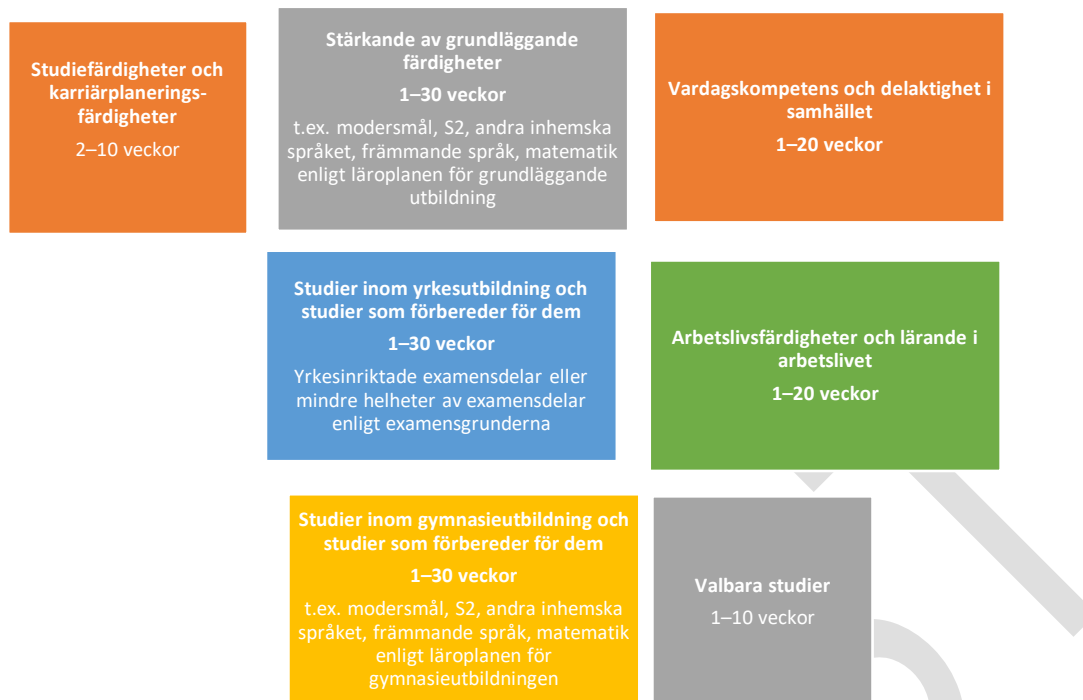 Studiefärdigheter och
karriärplanerings-
färdigheter
2–10 veckor
Stärkande av grundläggande
färdigheter
1–30 veckor
t.ex. modersmål, S2, andra inhemska
språket, främmande språk, matematik
enligt läroplanen för grundläggande
utbildning
Vardagskompetens och delaktighet i
samhället
1–20 veckor
Studier inom yrkesutbildning och
studier som förbereder för dem
1–30 veckor
Yrkesinriktade examensdelar eller
mindre helheter av examensdelar
enligt examensgrunderna
Arbetslivsfärdigheter och lärande i
arbetslivet
1–20 veckor
Studier inom gymnasieutbildning och
studier som förbereder för dem
1–30 veckor
t.ex. modersmål, S2, andra inhemska
språket, främmande språk, matematik
enligt läroplanen för
gymnasieutbildningen
Valbara studier
1–10 veckor